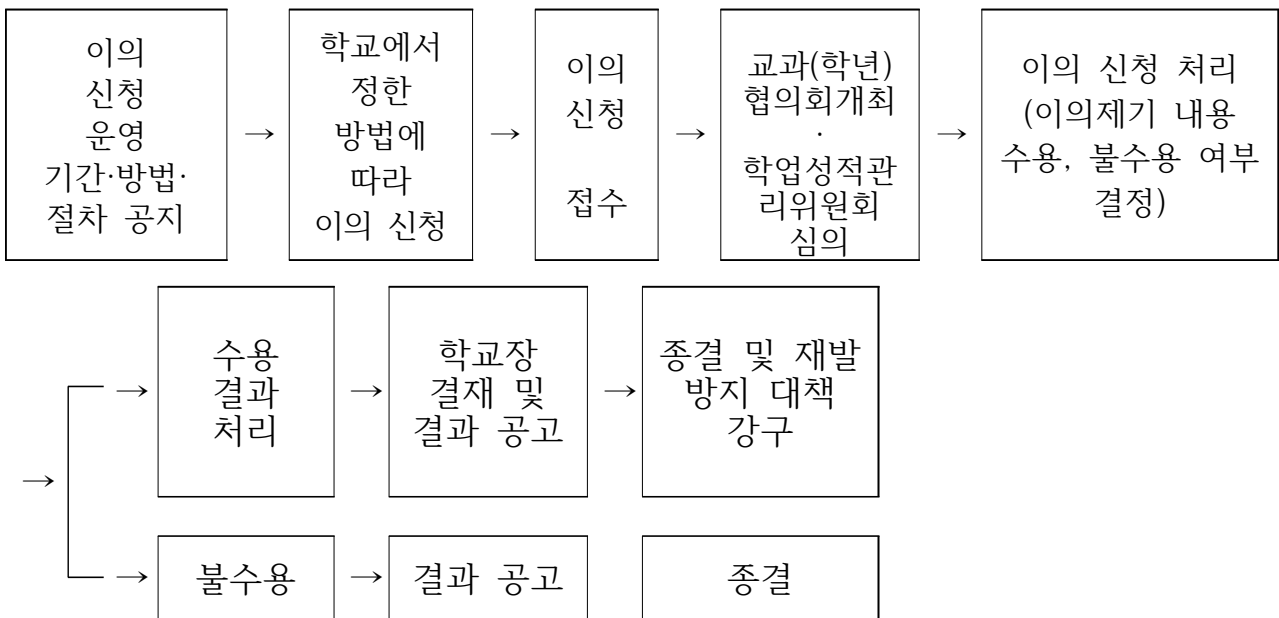 이의
신청
운영
기간·방법·
절차 공지
→
학교에서
정한
방법에
따라
이의 신청
→
이의
신청
접수
→
교과(학년)
협의회개최
·
학업성적관
리위원회
심의
→
이의 신청 처리
(이의제기 내용
수용, 불수용 여부
결정)
→
→
수용
결과
처리
→
학교장
결재 및
결과 공고
→
종결 및 재발
방지 대책
강구
→
불수용
→
결과 공고
종결